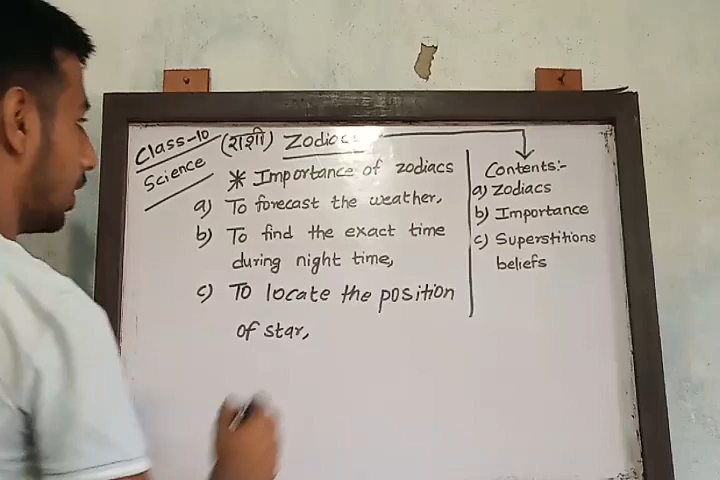 Class-10
Science
(राशी) Zodiacs
* Importance of zodiacs
a) To forecast the weather,
b) To find the exact time
during night time,
c) To locate the position
of star,
Contents:-
a) Zodiacs
b) Importance
c) Superstitions
beliefs